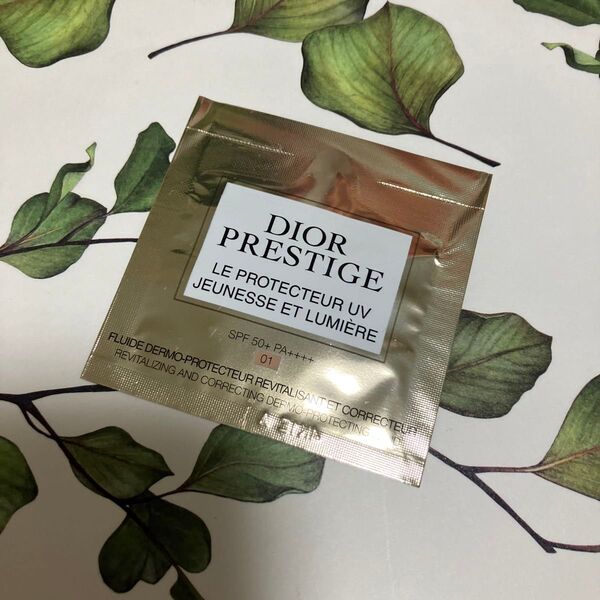 DIOR
PRESTIGE
LE PROTECTEUR UV
JEUNESSE ET LUMIÈRE
SPF 50+ PA++++
01
FLUIDE DERMO-PROTECTEUR REVITALISANT ET CORRECTEUR
REVITALIZING AND CORRECTING DERMO-PROTECTING